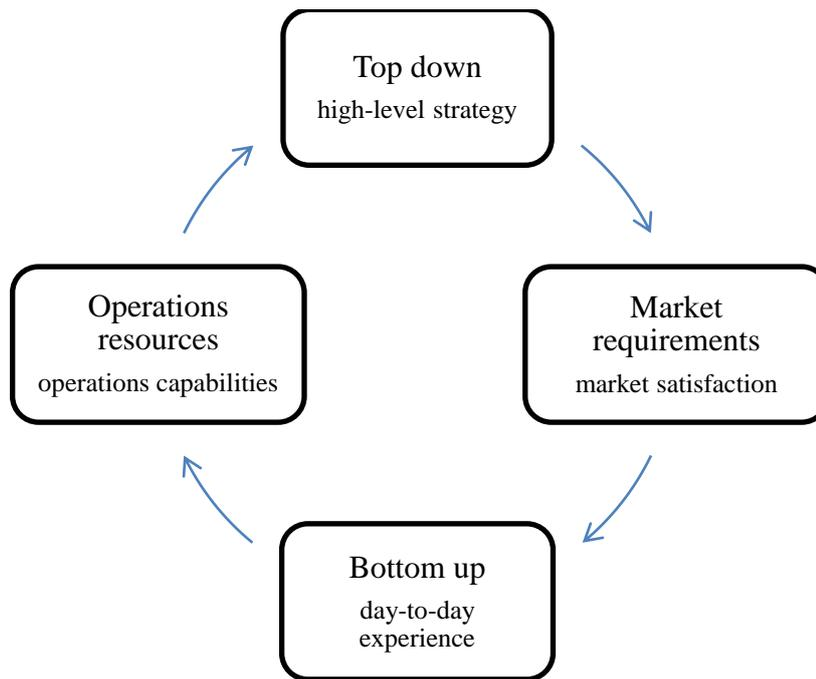 Top down
high-level strategy
Operations
resources
operations capabilities
Market
requirements
market satisfaction
Bottom up
day-to-day
experience